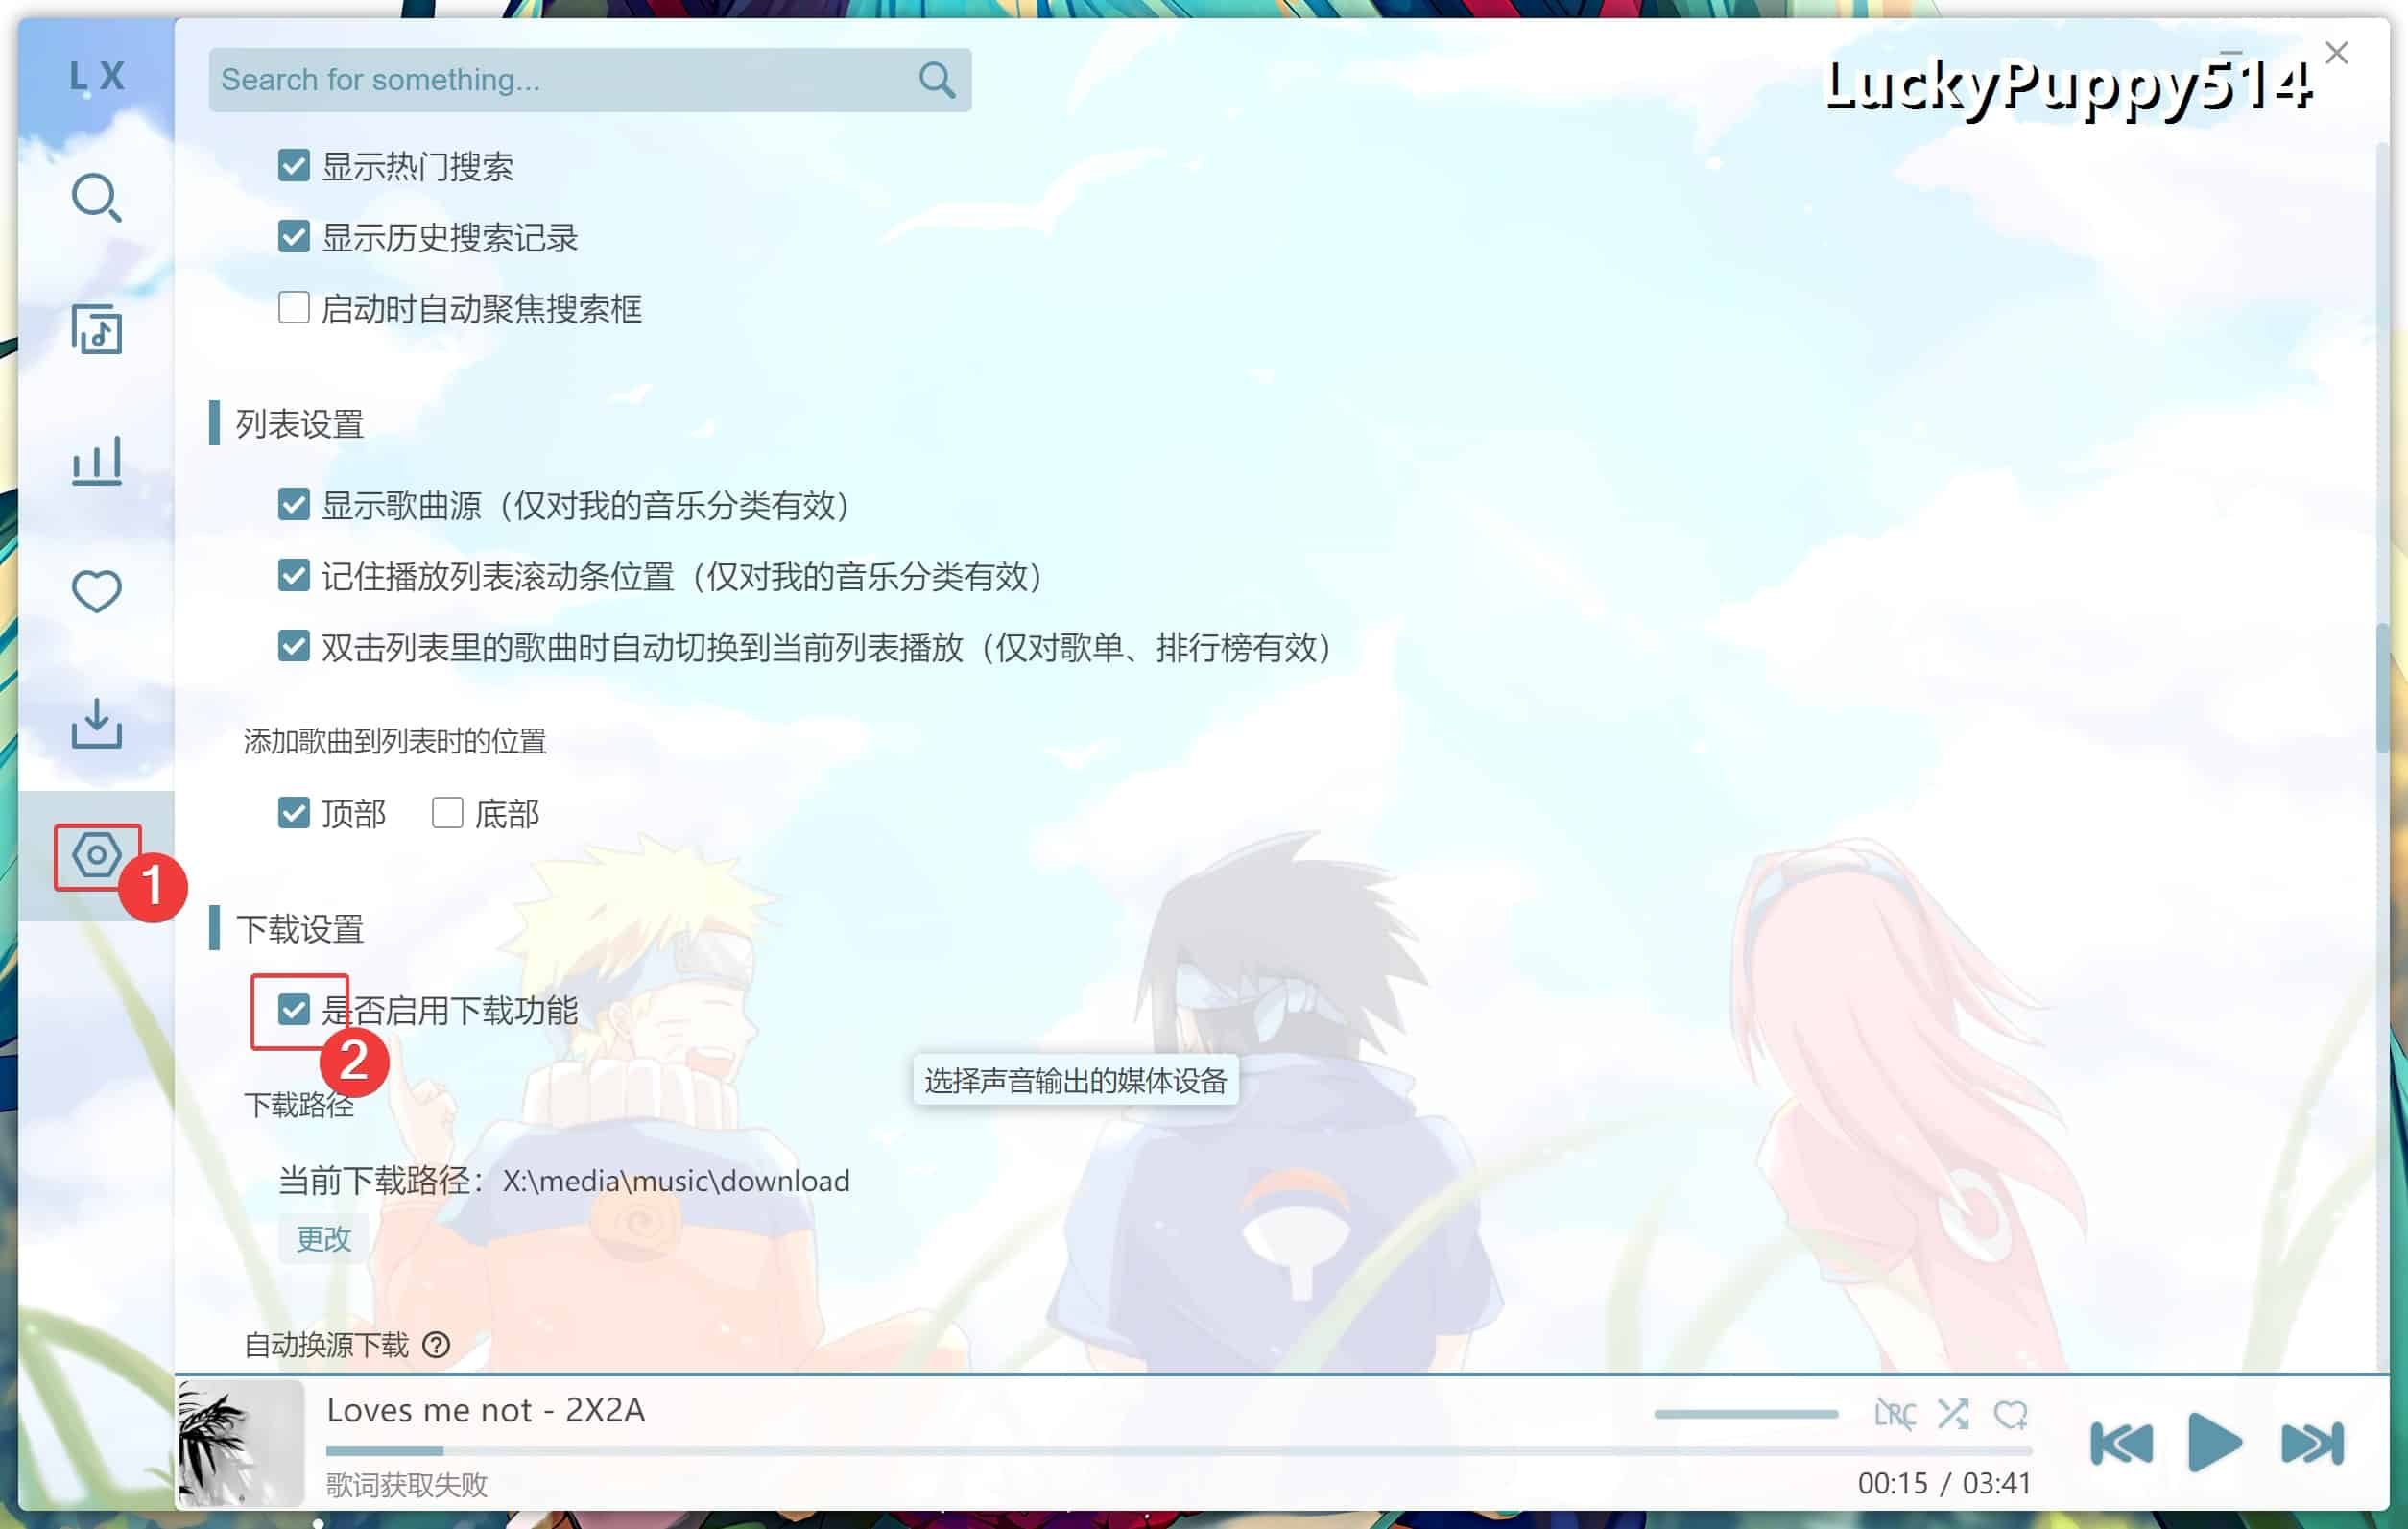 L X
Search for something...
LuckyPuppy514
显示热门搜索
显示历史搜索记录
启动时自动聚焦搜索框
列表设置
显示歌曲源（仅对我的音乐分类有效）
记住播放列表滚动条位置（仅对我的音乐分类有效）
双击列表里的歌曲时自动切换到当前列表播放（仅对歌单、排行榜有效）
添加歌曲到列表时的位置
顶部 底部
1
下载设置
是否启用下载功能
2
选择声音输出的媒体设备
下载路径
当前下载路径：X:\media\music\download
更改
自动换源下载
Loves me not - 2X2A
LRC
歌词获取失败
00:15 / 03:41